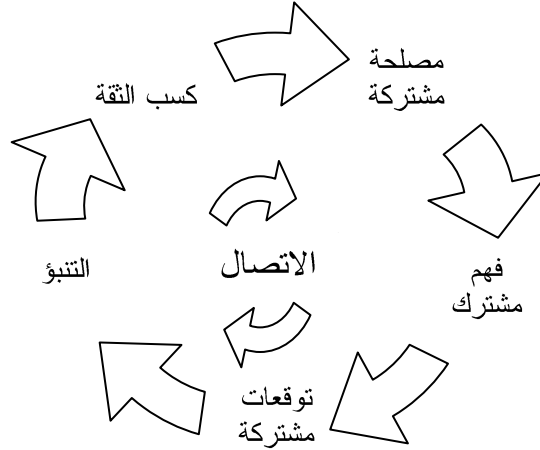 مصلحة
مشتركة
كسب الثقة
الاتصال
التنبؤ
فهم
مشترك
توقعات
مشتركة